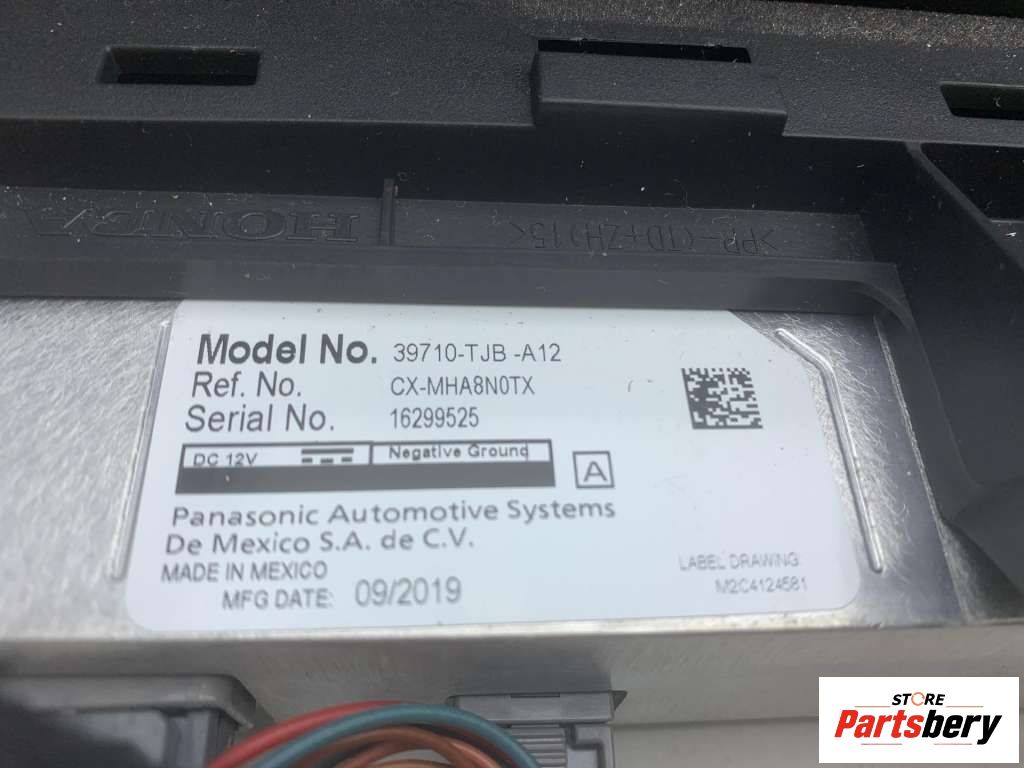 HONDA
>PP-(TD+ZH)15<
Model No. 39710-TJB -A12
Ref. No. CX-MHA8N0TX
Serial No. 16299525
DC 12V Negative Ground
A
Panasonic Automotive Systems
De Mexico S.A. de C.V.
MADE IN MEXICO
MFG DATE: 09/2019
LABEL DRAWING:
M2C4124581
STORE
Partsbery